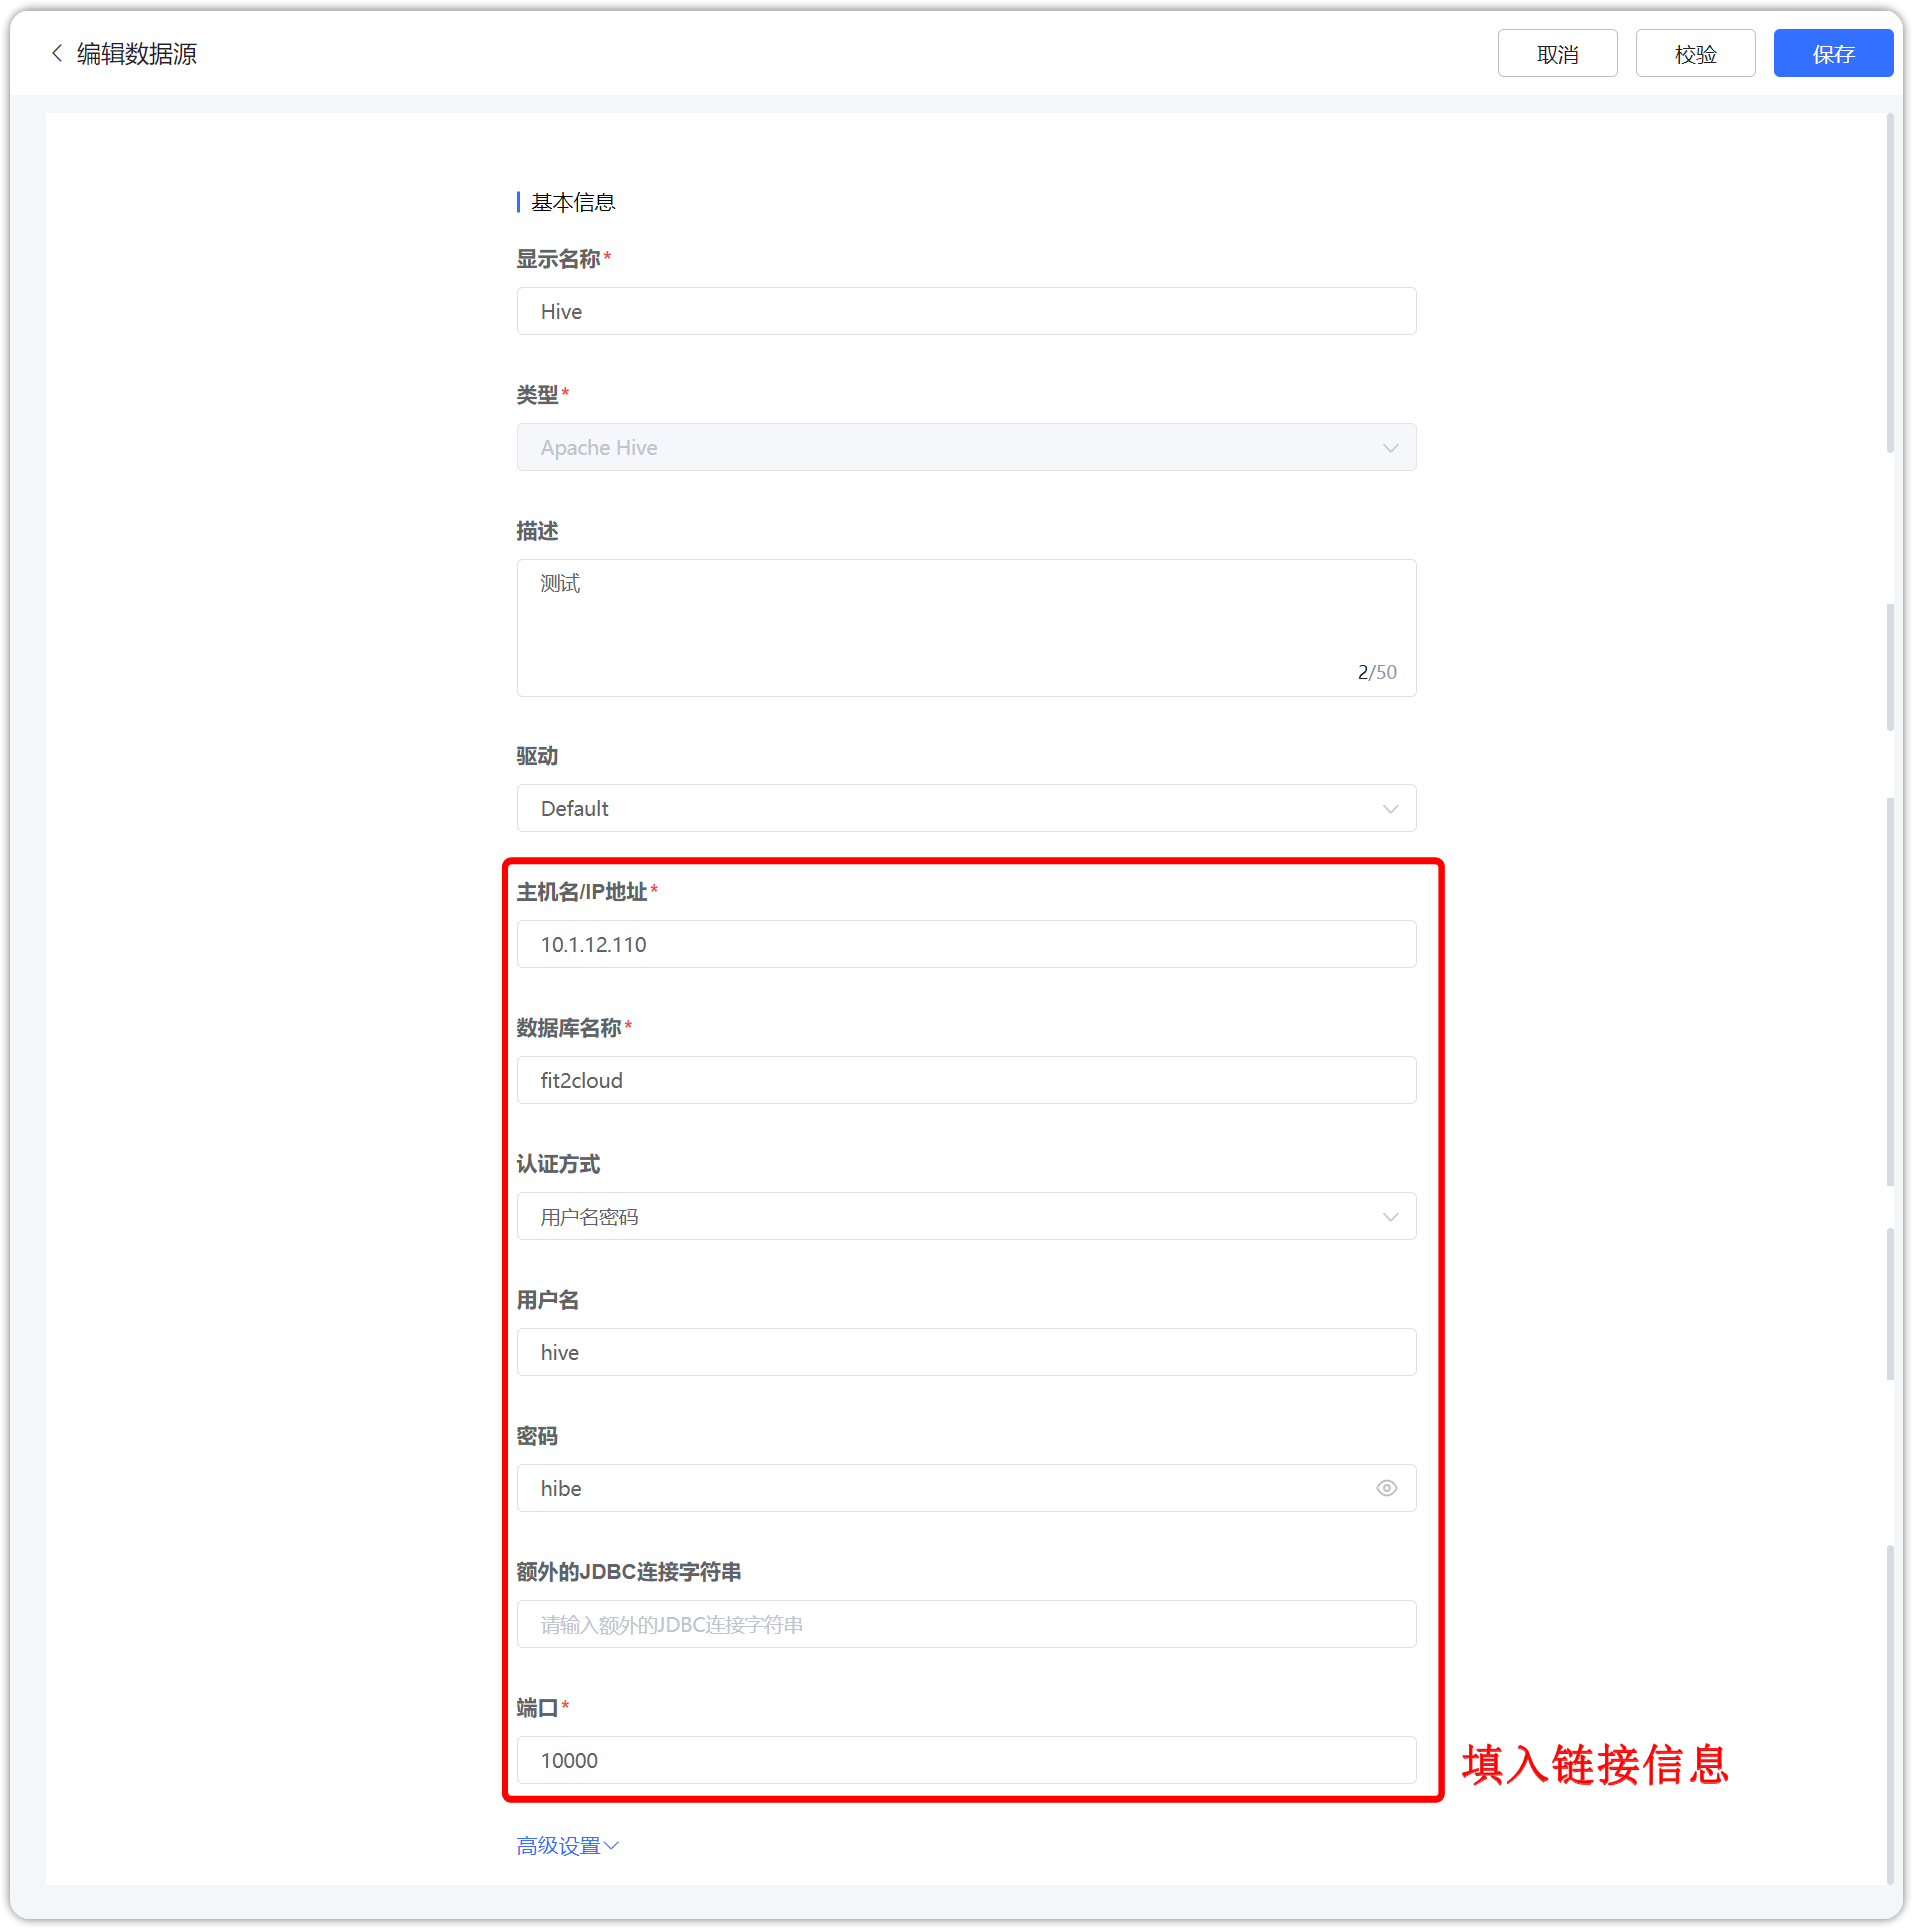 编辑数据源
取消
校验
保存
基本信息
显示名称*
Hive
类型*
Apache Hive
描述
测试
2/50
驱动
Default
主机名/IP地址*
10.1.12.110
数据库名称*
fit2cloud
认证方式
用户名密码
用户名
hive
密码
hibe
额外的JDBC连接字符串
请输入额外的JDBC连接字符串
端口*
10000
填入链接信息
高级设置